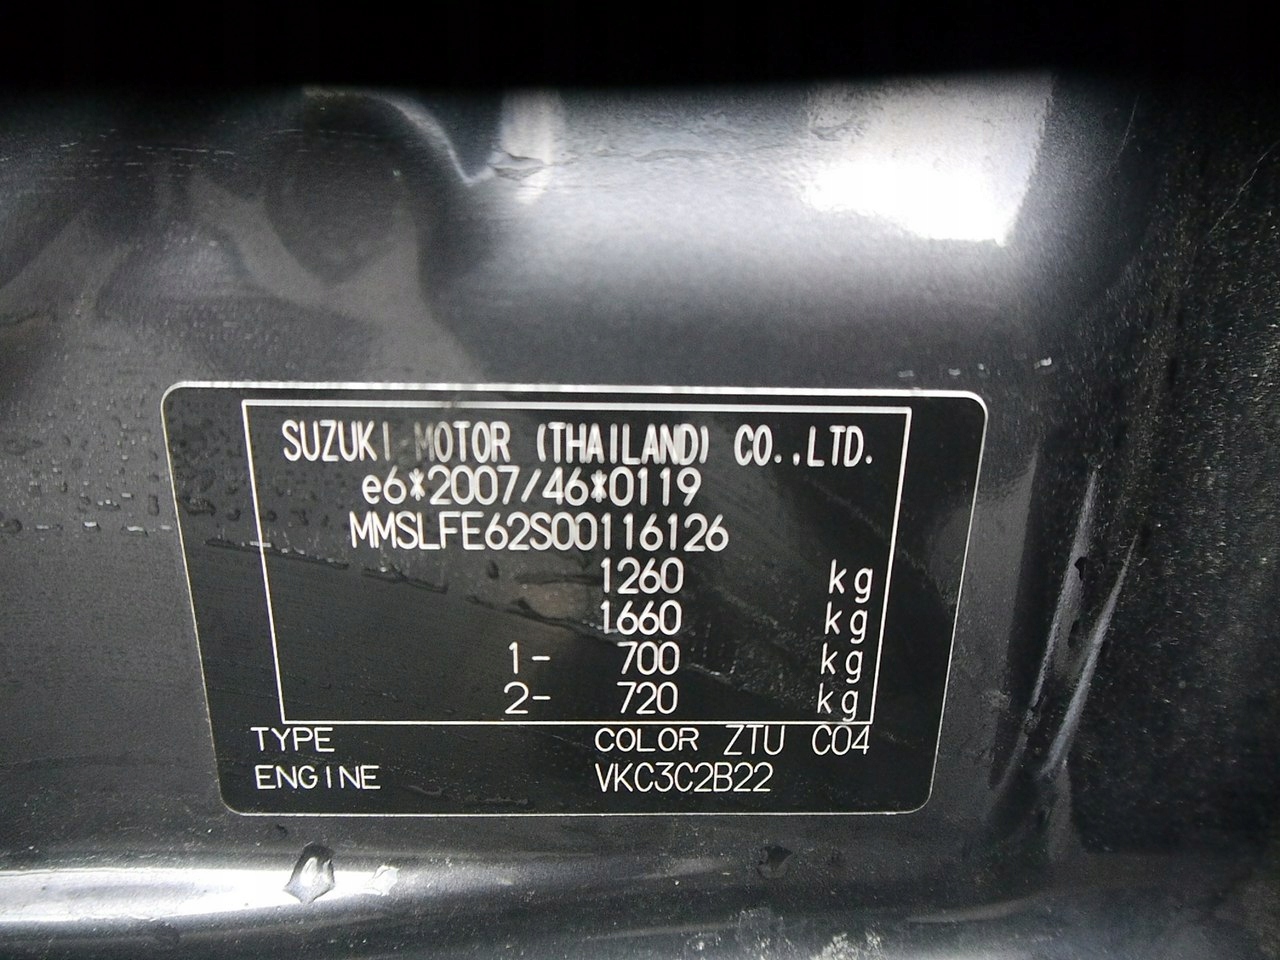 SUZUKI MOTOR (THAILAND) CO.,LTD.
e6*2007/46*0119
MMSLFE62S00116126
1260 kg
1660 kg
1- 700 kg
2- 720 kg
TYPE COLOR ZTU C04
ENGINE VKC3C2B22